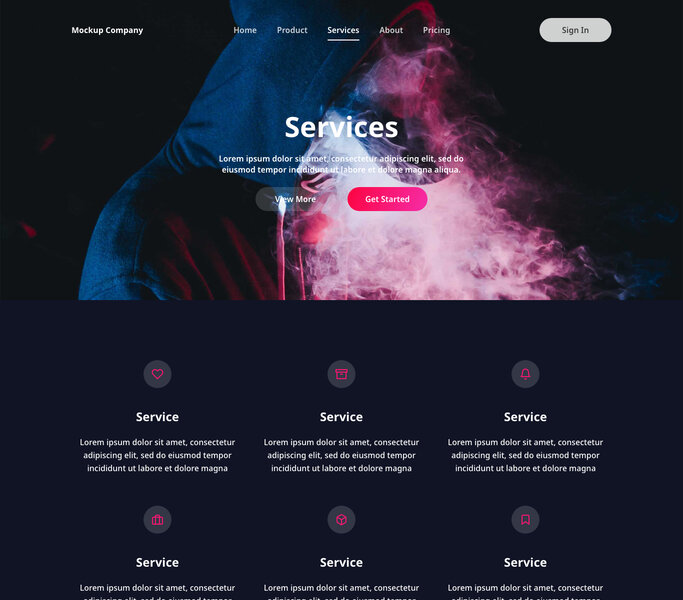 Mockup Company
Home Product Services About Pricing
Sign In
Services
Lorem ipsum dolor sit amet, consectetur adipiscing elit, sed do
eiusmod tempor incididunt ut labore et dolore magna aliqua.
View More
Get Started
Service
Lorem ipsum dolor sit amet, consectetur
adipiscing elit, sed do eiusmod tempor
incididunt ut labore et dolore magna
Service
Lorem ipsum dolor sit amet, consectetur
adipiscing elit, sed do eiusmod tempor
incididunt ut labore et dolore magna
Service
Lorem ipsum dolor sit amet, consectetur
adipiscing elit, sed do eiusmod tempor
incididunt ut labore et dolore magna
Service
Lorem ipsum dolor sit amet, consectetur
Service
Lorem ipsum dolor sit amet, consectetur
Service
Lorem ipsum dolor sit amet, consectetur